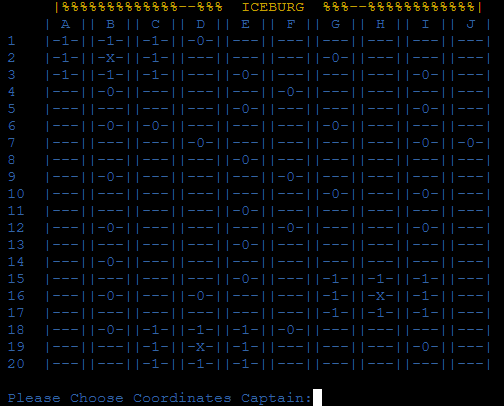 |%%%%%%%%%%%%%--%%%  ICEBURG  %%%--%%%%%%%%%%%%|
| A || B || C || D || E || F || G || H || I || J |
1 |-1-||-1-||-1-||-0-||---||---||---||---||---||---|
2 |-1-||-X-||-1-||---||---||---||-0-||---||---||---|
3 |-1-||-1-||-1-||---||-0-||---||---||---||-0-||---|
4 |---||-0-||---||---||---||-0-||---||---||---||---|
5 |---||---||---||---||-0-||---||---||---||-0-||---|
6 |---||-0-||-0-||---||---||---||-0-||---||---||---|
7 |---||---||---||-0-||---||---||---||---||-0-||-0-|
8 |---||---||---||---||-0-||---||---||---||---||---|
9 |---||-0-||---||---||---||-0-||---||---||---||---|
10 |---||---||---||---||---||---||-0-||---||-0-||---|
11 |---||---||---||---||-0-||---||---||---||---||---|
12 |---||-0-||---||---||---||-0-||---||---||-0-||---|
13 |---||---||---||---||-0-||---||---||---||---||---|
14 |---||-0-||---||---||---||---||---||---||---||---|
15 |---||---||---||---||-0-||---||-1-||-1-||-1-||---|
16 |---||-0-||---||-0-||---||---||-1-||-X-||-1-||---|
17 |---||---||---||---||---||---||-1-||-1-||-1-||---|
18 |---||-0-||-1-||-1-||-1-||-0-||---||---||---||---|
19 |---||---||-1-||-X-||-1-||---||---||---||-0-||---|
20 |---||---||-1-||-1-||-1-||---||---||---||---||---|
Please Choose Coordinates Captain: